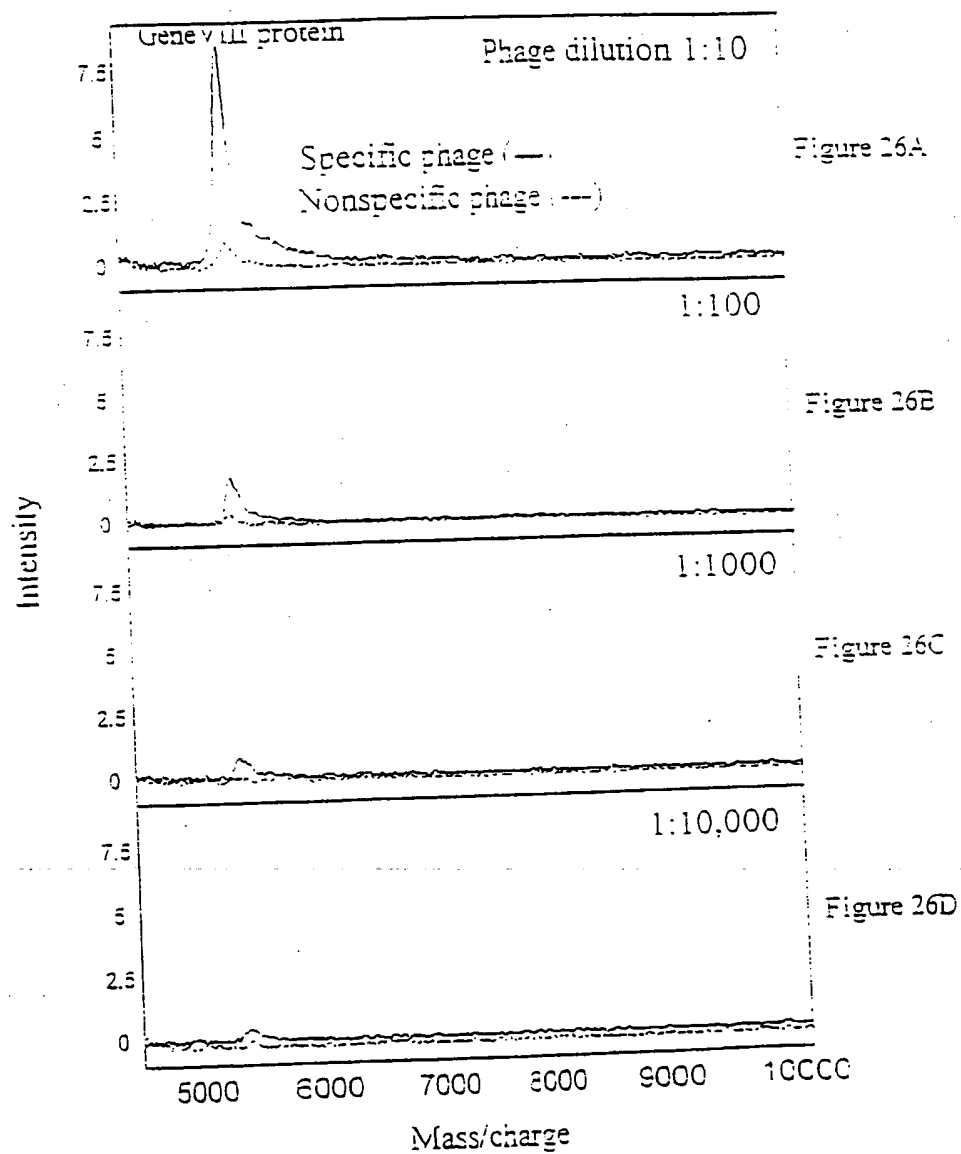 Gene VIII protein
Phage dilution 1:10
7.5
5
2.5
0
Specific phage (—)
Nonspecific phage (---)
Figure 26A
1:100
7.5
5
2.5
0
Figure 26B
1:1000
7.5
5
2.5
0
Figure 26C
1:10,000
7.5
5
2.5
0
Figure 26D
Intensity
5000 6000 7000 8000 9000 10000
Mass/charge